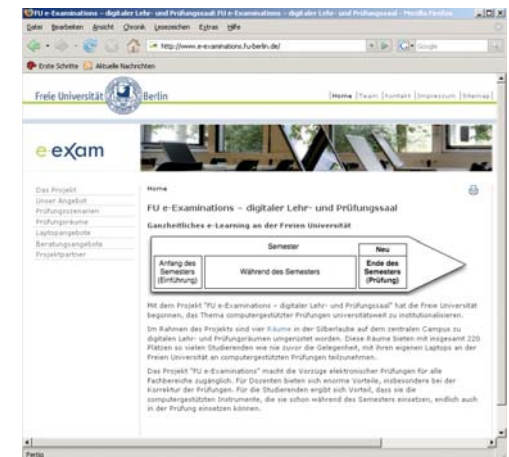 FU e-Examinations - digitaler Lehr- und Prüfungssaal: FU e-Examinations - digitaler Lehr- und Prüfungssaal - Mozilla Firefox
Datei Bearbeiten Ansicht Chronik Lesezeichen Extras Hilfe
http://www.e-examinations.fu-berlin.de/
Google
Erste Schritte Aktuelle Nachrichten
Freie Universität Berlin
|Home |Team |Kontakt |Impressum |Sitemap|
e-exam
Das Projekt
Unser Angebot
Prüfungsszenarien
Prüfungsräume
Laptopangebote
Beratungsangebote
Projektpartner
Home
FU e-Examinations – digitaler Lehr- und Prüfungssaal
Ganzheitliches e-Learning an der Freien Universität
Semester
Neu
Anfang des
Semesters
(Einführung)
Während des Semesters
Ende des
Semesters
(Prüfung)
Mit dem Projekt "FU e-Examinations – digitaler Lehr- und Prüfungssaal" hat die Freie Universität
begonnen, das Thema computergestützter Prüfungen universitätsweit zu institutionalisieren.
Im Rahmen des Projekts sind vier Räume in der Silberlaube auf dem zentralen Campus zu
digitalen Lehr- und Prüfungsräumen umgerüstet worden. Diese Räume bieten mit insgesamt 220
Plätzen so vielen Studierenden wie nie zuvor die Gelegenheit, mit ihren eigenen Laptops an der
Freien Universität an computergestützten Prüfungen teilzunehmen.
Das Projekt "FU e-Examinations" macht die Vorzüge elektronischer Prüfungen für alle
Fachbereiche zugänglich. Für Dozenten bieten sich enorme Vorteile, insbesondere bei der
Korrektur der Prüfungen. Für die Studierenden ergibt sich Vorteil, dass sie die
computergestützten Instrumente, die sie schon während des Semesters einsetzen, endlich auch
in der Prüfung einsetzen können.
Fertig